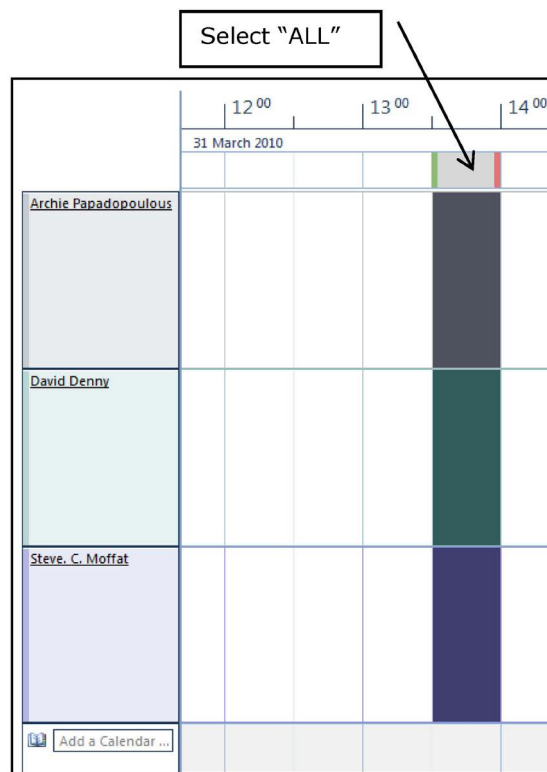 Select “ALL”
12 00 13 00 14 00
31 March 2010
Archie Papadopoulous
David Denny
Steve. C. Moffat
Add a Calendar ...